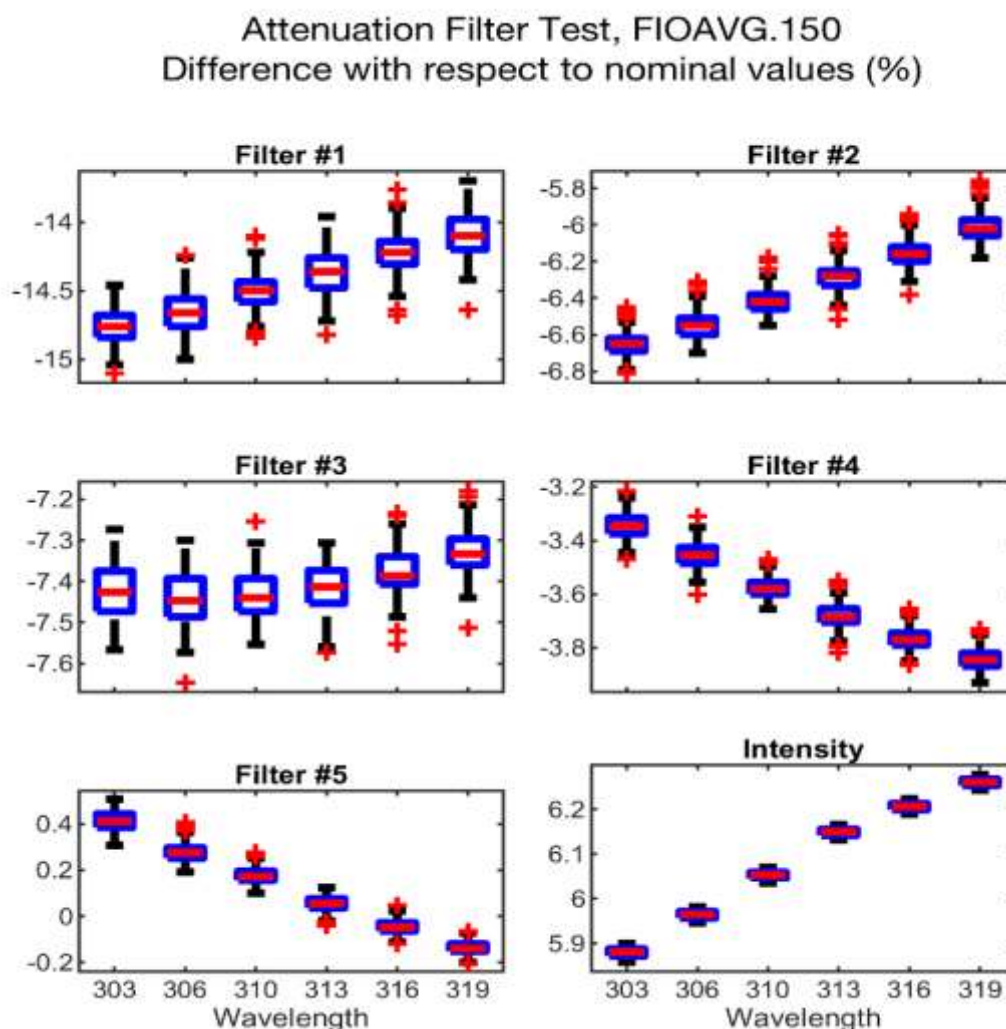 Attenuation Filter Test, FIOAVG.150
Difference with respect to nominal values (%)
Filter #1
-14
-14.5
-15
Filter #2
-5.8
-6
-6.2
-6.4
-6.6
-6.8
Filter #3
-7.2
-7.3
-7.4
-7.5
-7.6
Filter #4
-3.2
-3.4
-3.6
-3.8
Filter #5
0.4
0.2
0
-0.2
303 306 310 313 316 319
Wavelength
Intensity
6.2
6.1
6
5.9
303 306 310 313 316 319
Wavelength